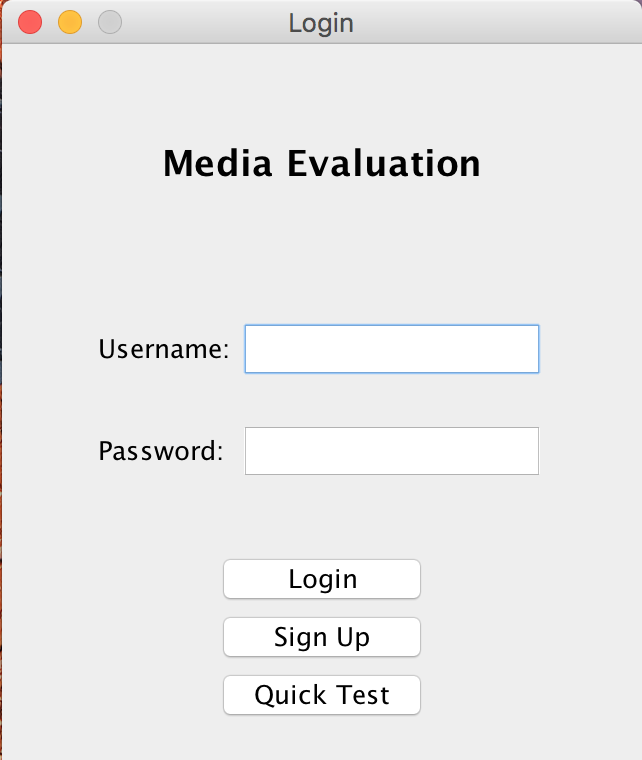 Login
Media Evaluation
Username:
Password:
Login
Sign Up
Quick Test